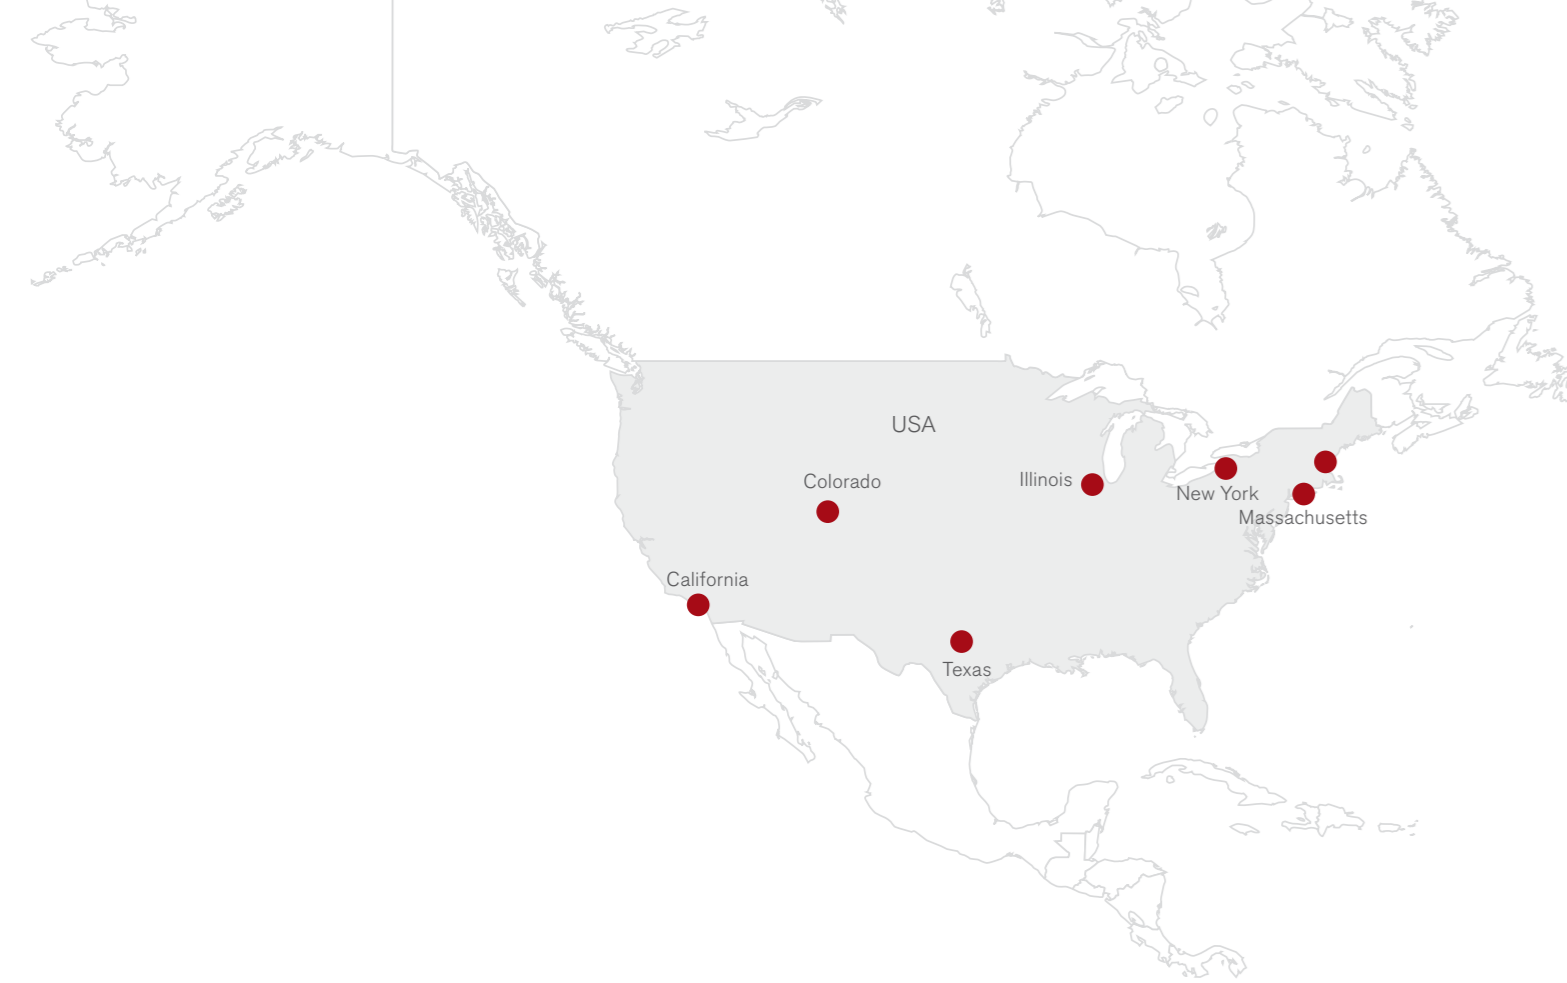 USA
Colorado
Illinois
New York
Massachusetts
California
Texas